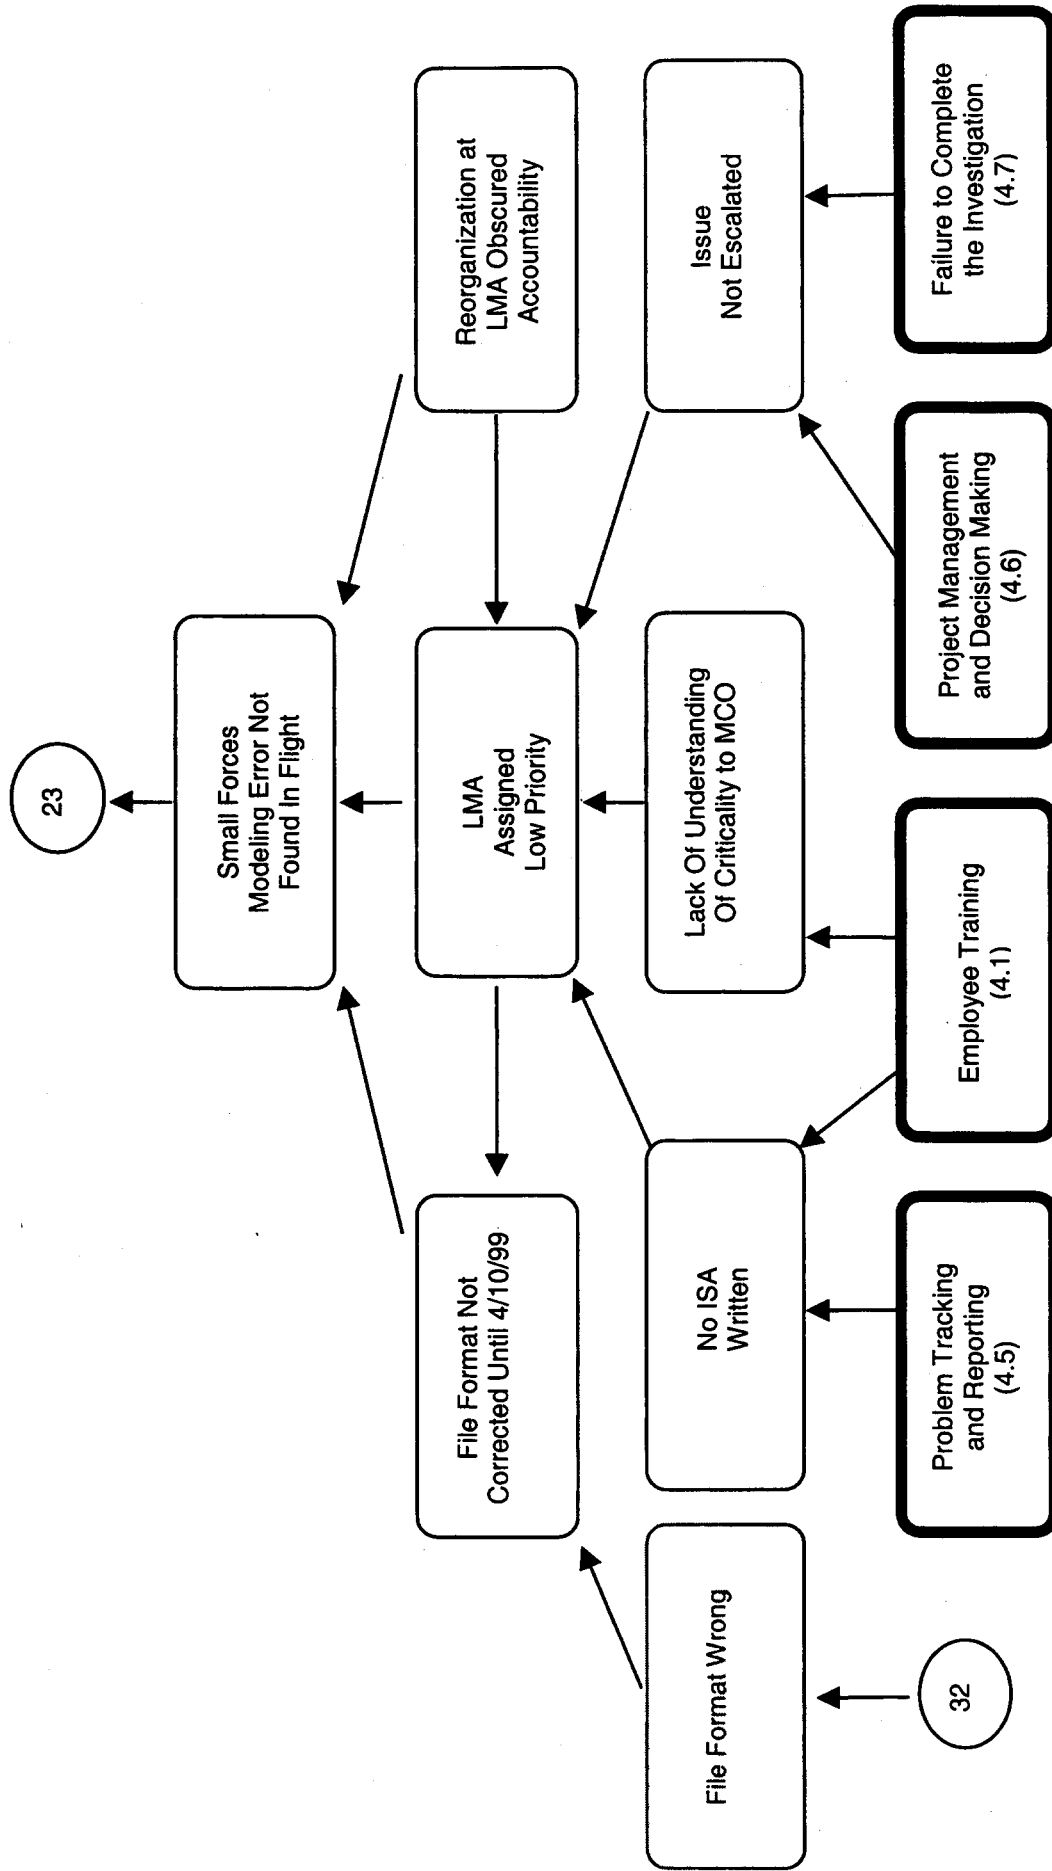 23
Small Forces
Modeling Error Not
Found In Flight
File Format Not
Corrected Until 4/10/99
LMA
Assigned
Low Priority
Reorganization at
LMA Obscured
Accountability
File Format Wrong
No ISA
Written
Lack Of Understanding
Of Criticality to MCO
Issue
Not Escalated
32
Problem Tracking
and Reporting
(4.5)
Employee Training
(4.1)
Project Management
and Decision Making
(4.6)
Failure to Complete
the Investigation
(4.7)